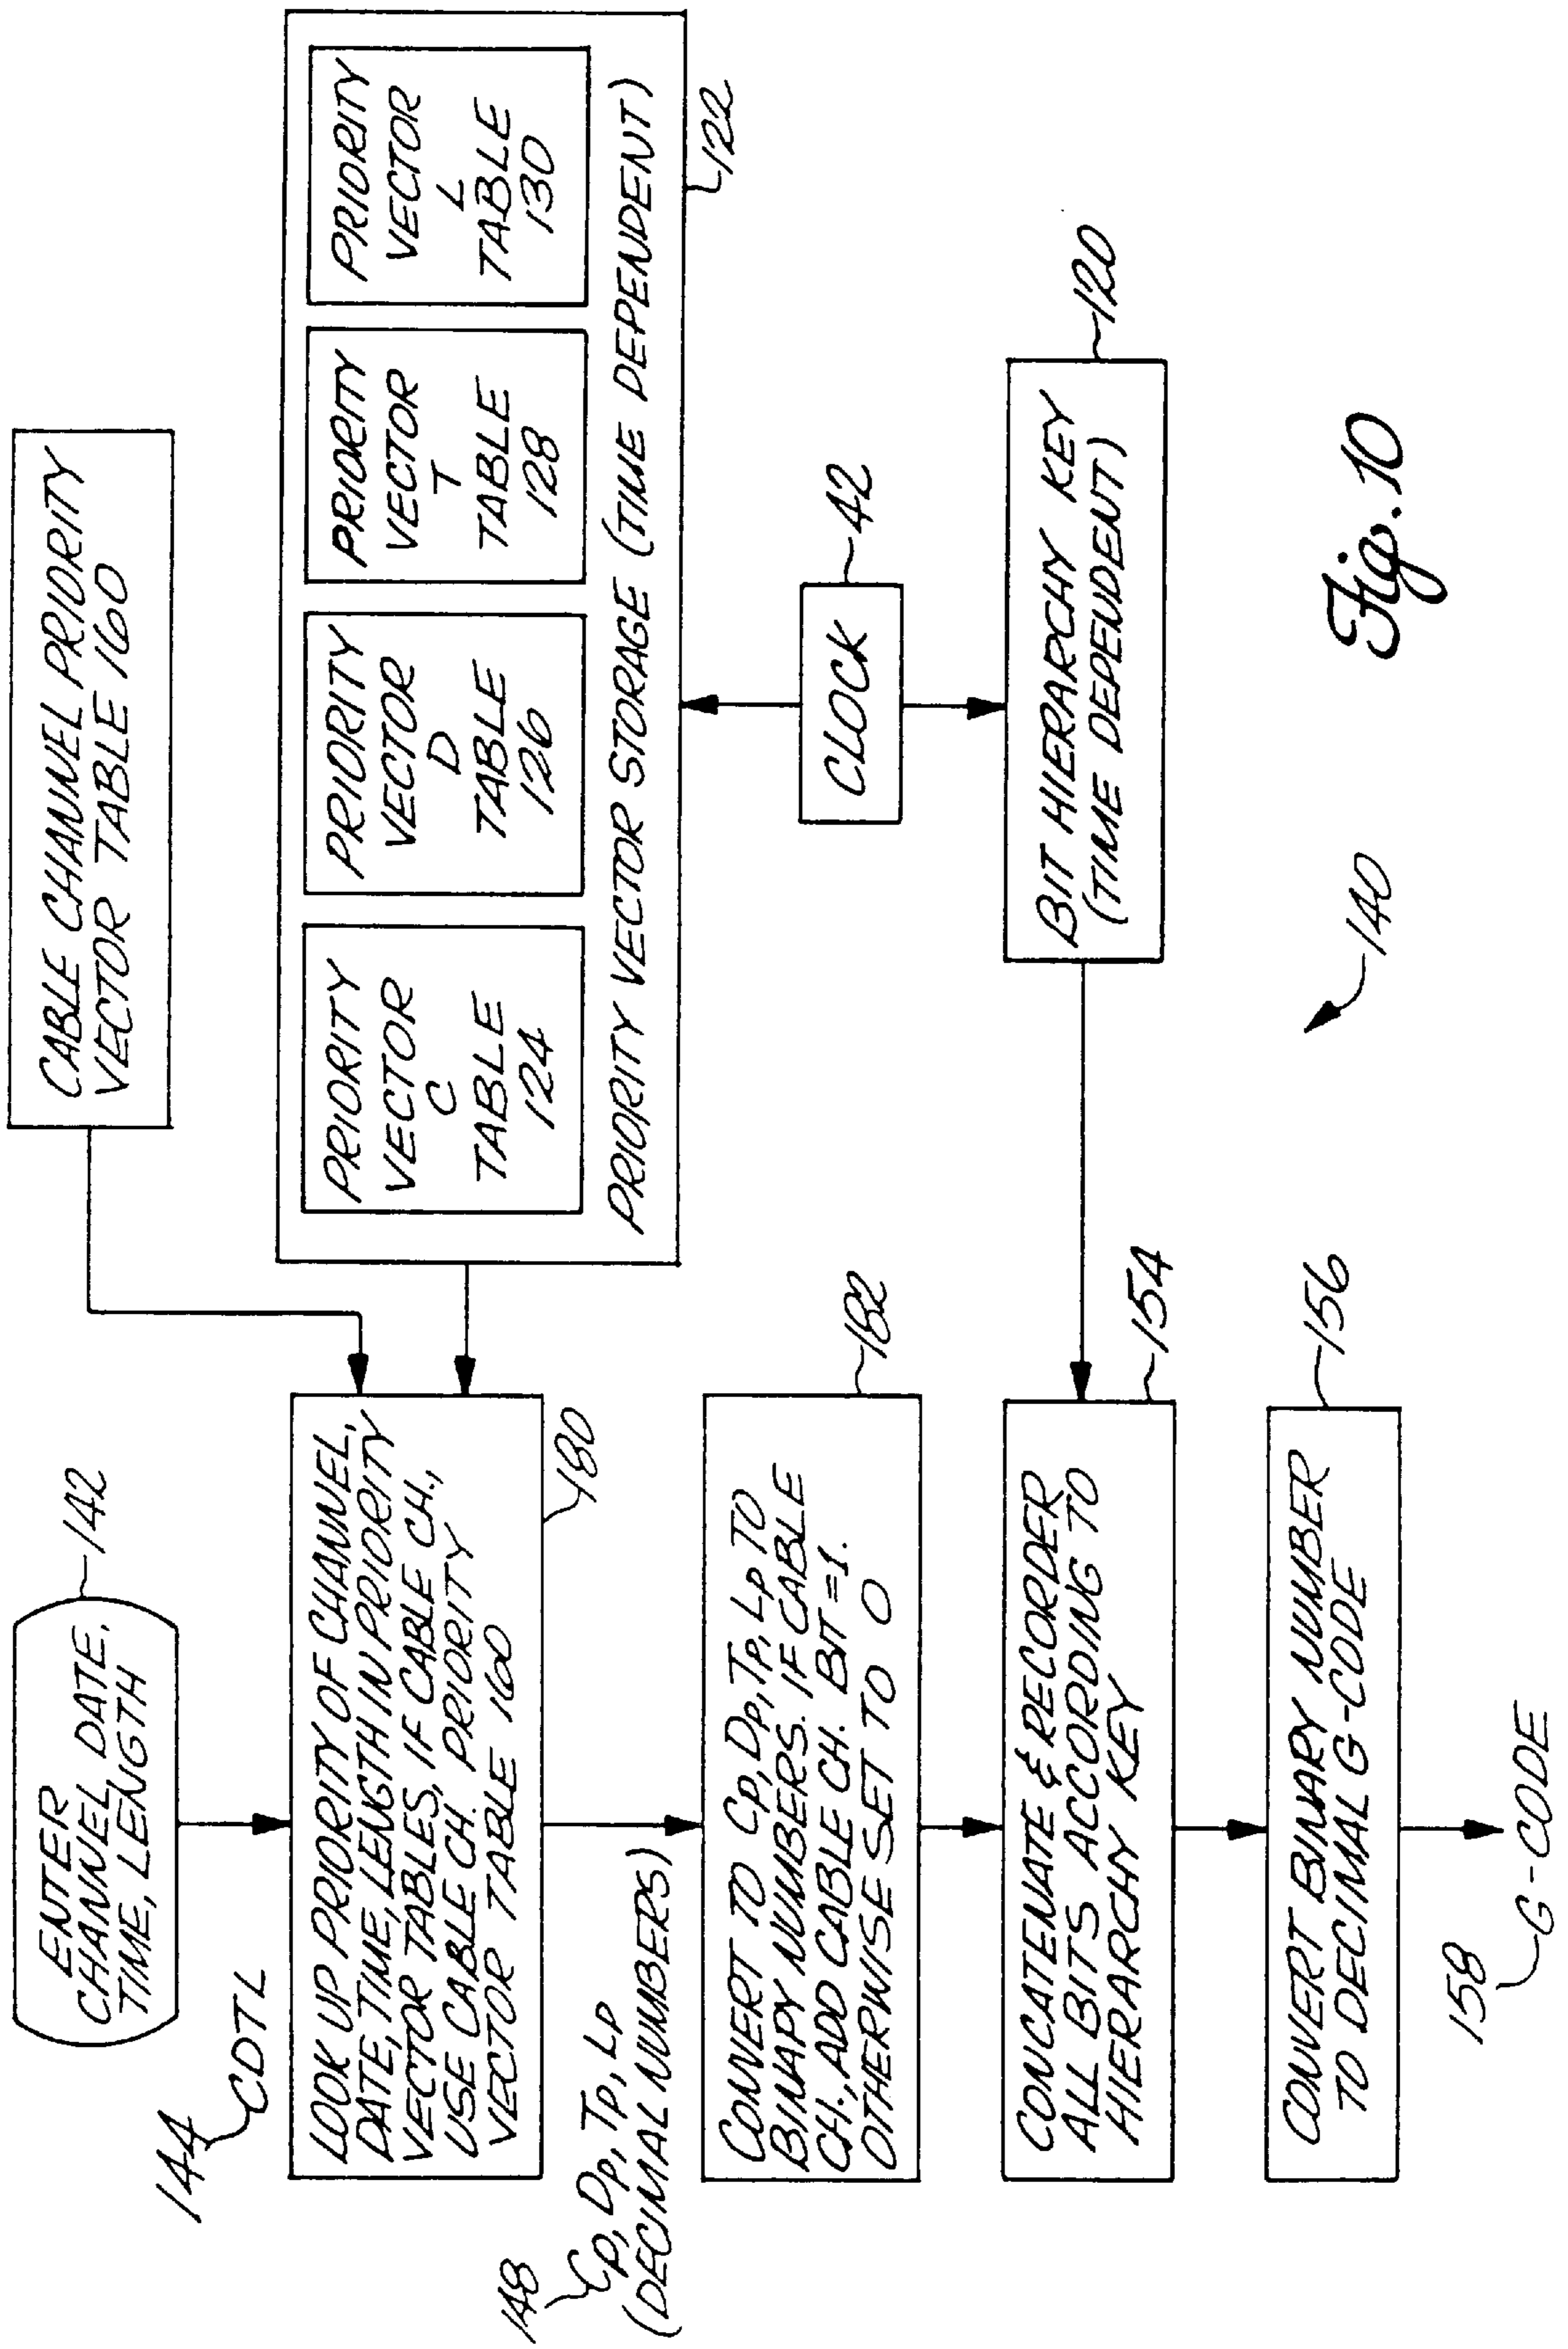 ENTER
CHANNEL, DATE,
TIME, LENGTH
142
144
CDTL
LOOK UP PRIORITY OF CHANNEL,
DATE, TIME, LENGTH IN PRIORITY
VECTOR TABLES, IF CABLE CH.,
USE CABLE CH. PRIORITY
VECTOR TABLE 160
180
148
Cp, Dp, Tp, Lp
(DECIMAL NUMBERS)
CONVERT TO Cp, Dp, Tp, Lp TO
BINAPY NUMBERS. IF CABLE
CH., ADD CABLE CH. BIT = 1.
OTHERWISE SET TO 0
182
CONCATENATE & RECORDER
ALL BITS ACCORDING TO
HIERARCHY KEY
154
CONVERT BINARY NUMBER
TO DECIMAL G-CODE
156
158
G-CODE
CABLE CHANNEL PRIORITY
VECTOR TABLE 160
PRIORITY
VECTOR
C
TABLE
124
PRIORITY
VECTOR
D
TABLE
126
PRIORITY
VECTOR
T
TABLE
128
PRIORITY
VECTOR
L
TABLE
130
PRIORITY VECTOR STORAGE (TIME DEPENDENT)
122
CLOCK
42
BIT HIERARCHY KEY
(TIME DEPENDENT)
120
140
Fig. 10